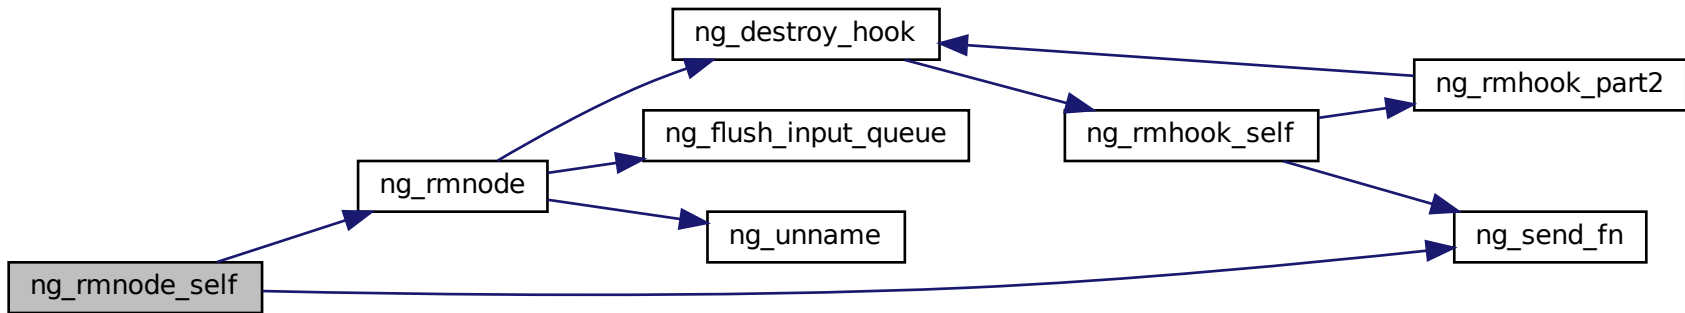 ng_destroy_hook
ng_rmhook_part2
ng_flush_input_queue
ng_rmhook_self
ng_rmnode
ng_unname
ng_send_fn
ng_rmnode_self